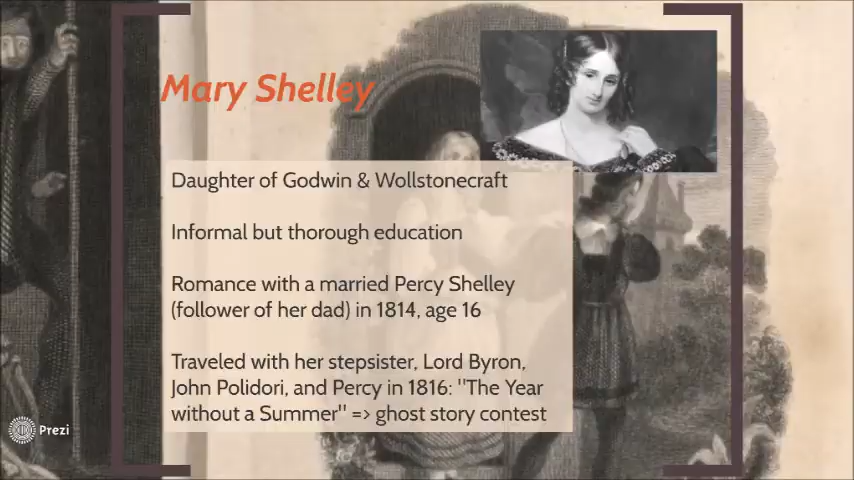 Mary Shelley
Daughter of Godwin & Wollstonecraft
Informal but thorough education
Romance with a married Percy Shelley
(follower of her dad) in 1814, age 16
Traveled with her stepsister, Lord Byron,
John Polidori, and Percy in 1816: "The Year
without a Summer" => ghost story contest
Prezi